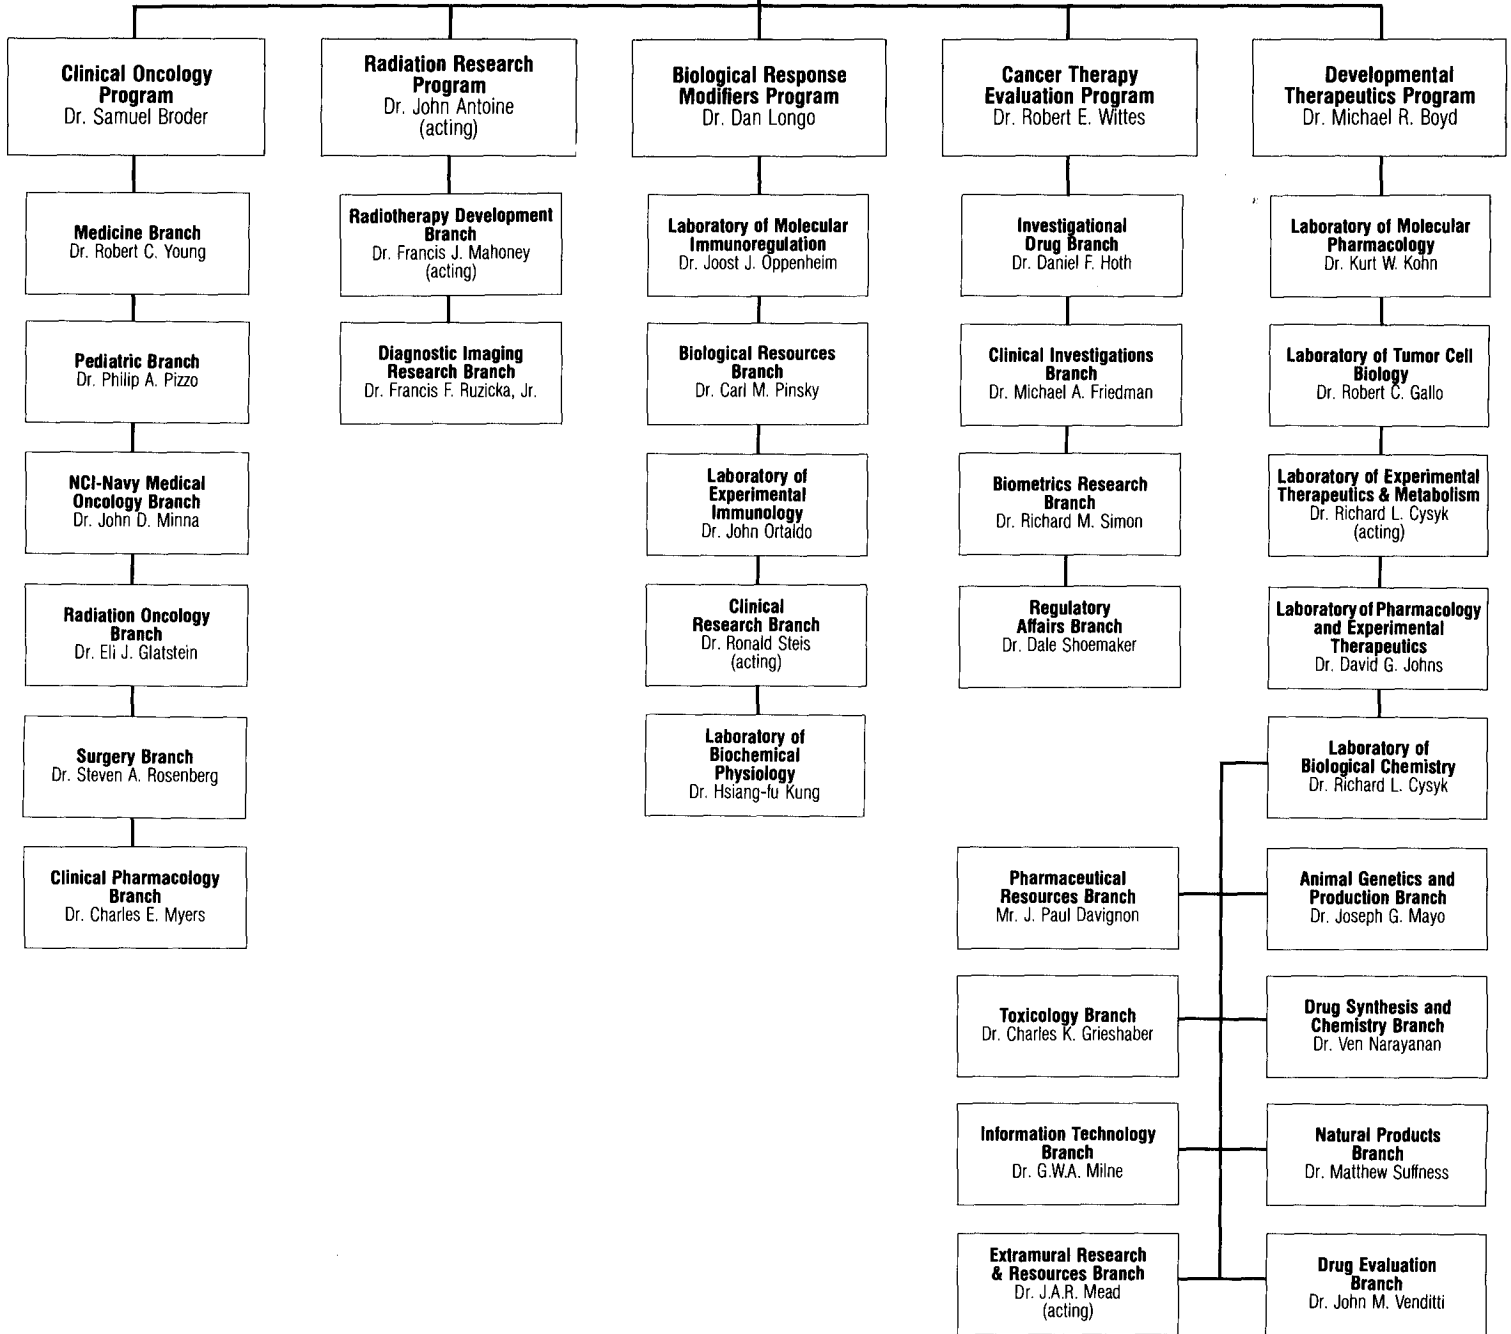 Clinical Oncology
Program
Dr. Samuel Broder
Radiation Research
Program
Dr. John Antoine
(acting)
Biological Response
Modifiers Program
Dr. Dan Longo
Cancer Therapy
Evaluation Program
Dr. Robert E. Wittes
Developmental
Therapeutics Program
Dr. Michael R. Boyd
Medicine Branch
Dr. Robert C. Young
Pediatric Branch
Dr. Philip A. Pizzo
NCI-Navy Medical
Oncology Branch
Dr. John D. Minna
Radiation Oncology
Branch
Dr. Eli J. Glatstein
Surgery Branch
Dr. Steven A. Rosenberg
Clinical Pharmacology
Branch
Dr. Charles E. Myers
Radiotherapy Development
Branch
Dr. Francis J. Mahoney
(acting)
Diagnostic Imaging
Research Branch
Dr. Francis F. Ruzicka, Jr.
Laboratory of Molecular
Immunoregulation
Dr. Joost J. Oppenheim
Biological Resources
Branch
Dr. Carl M. Pinsky
Laboratory of
Experimental
Immunology
Dr. John Ortaldo
Clinical
Research Branch
Dr. Ronald Steis
(acting)
Laboratory of
Biochemical
Physiology
Dr. Hsiang-fu Kung
Investigational
Drug Branch
Dr. Daniel F. Hoth
Clinical Investigations
Branch
Dr. Michael A. Friedman
Biometrics Research
Branch
Dr. Richard M. Simon
Regulatory
Affairs Branch
Dr. Dale Shoemaker
Laboratory of Molecular
Pharmacology
Dr. Kurt W. Kohn
Laboratory of Tumor Cell
Biology
Dr. Robert C. Gallo
Laboratory of Experimental
Therapeutics & Metabolism
Dr. Richard L. Cysyk
(acting)
Laboratory of Pharmacology
and Experimental
Therapeutics
Dr. David G. Johns
Laboratory of
Biological Chemistry
Dr. Richard L. Cysyk
Pharmaceutical
Resources Branch
Mr. J. Paul Davignon
Animal Genetics and
Production Branch
Dr. Joseph G. Mayo
Toxicology Branch
Dr. Charles K. Grieshaber
Drug Synthesis and
Chemistry Branch
Dr. Ven Narayanan
Information Technology
Branch
Dr. G.W.A. Milne
Natural Products
Branch
Dr. Matthew Suffness
Extramural Research
& Resources Branch
Dr. J.A.R. Mead
(acting)
Drug Evaluation
Branch
Dr. John M. Venditti